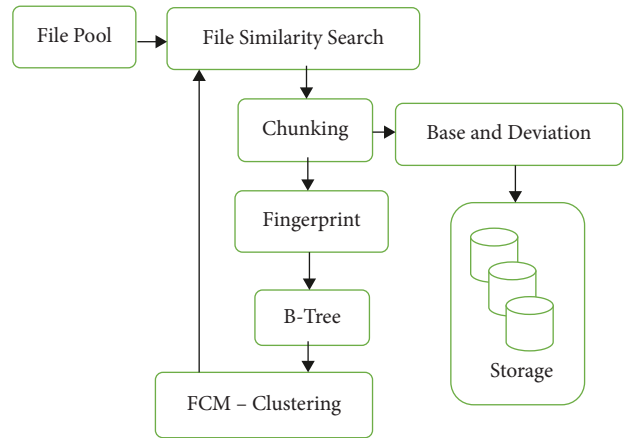 File Pool
File Similarity Search
Chunking
Base and Deviation
Fingerprint
B-Tree
Storage
FCM – Clustering